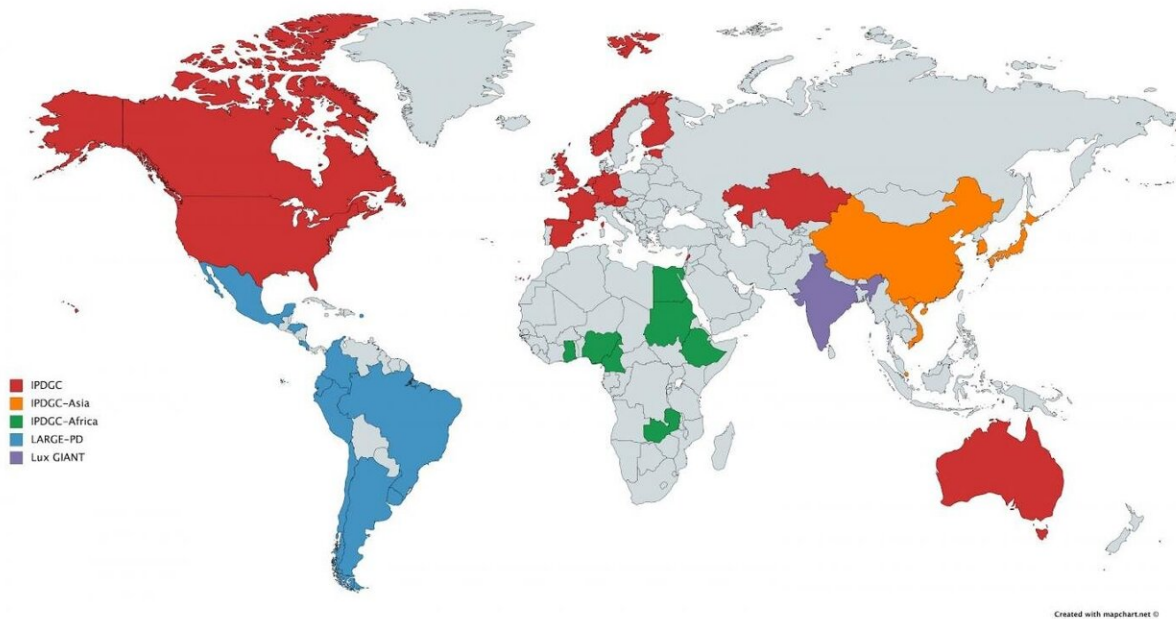 IPDGC
IPDGC-Asia
IPDGC-Africa
LARGE-PD
Lux GIANT
Created with mapchart.net ©